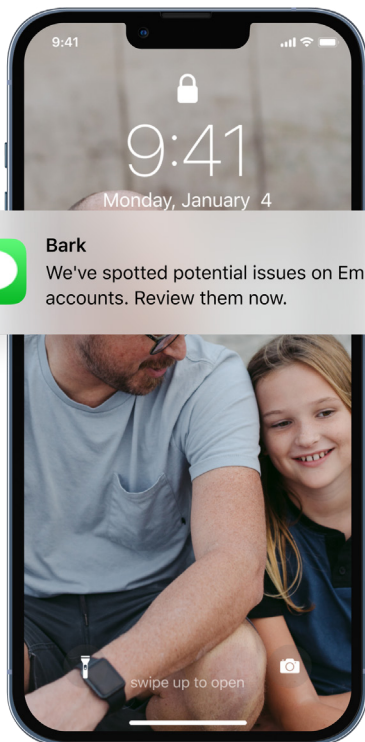 9:41
9:41
Monday, January 4
Bark
We've spotted potential issues on Em
accounts. Review them now.
swipe up to open